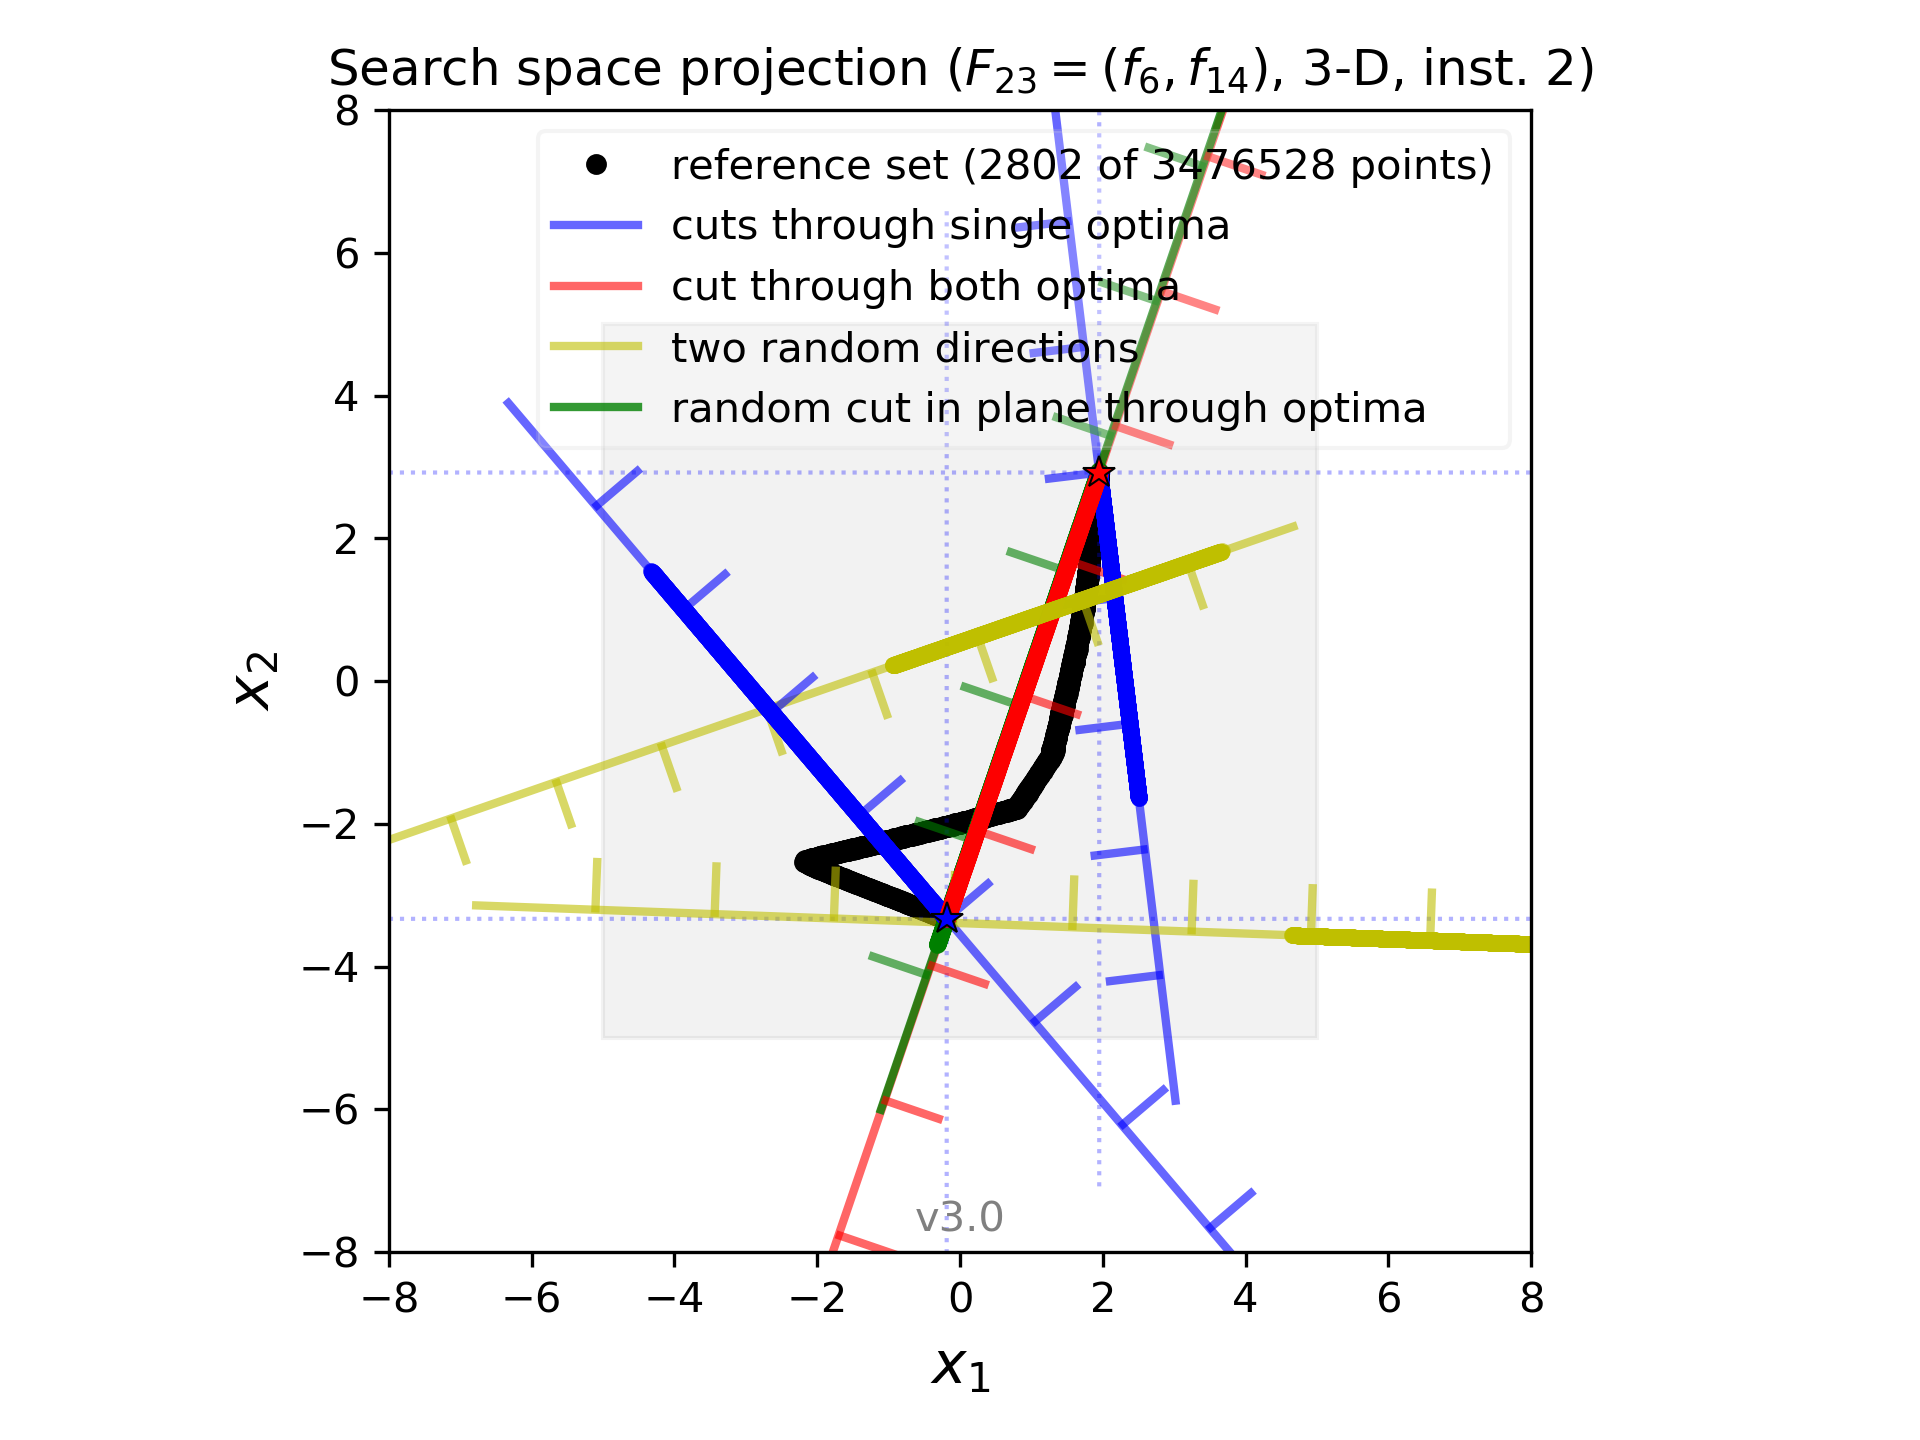 Search space projection (F₂₃ = (f₆, f₁₄), 3-D, inst. 2)
reference set (2802 of 3476528 points)
cuts through single optima
cut through both optima
two random directions
random cut in plane through optima
8
6
4
2
0
−2
−4
−6
−8
x₂
v3.0
−8 −6 −4 −2 0 2 4 6 8
x₁